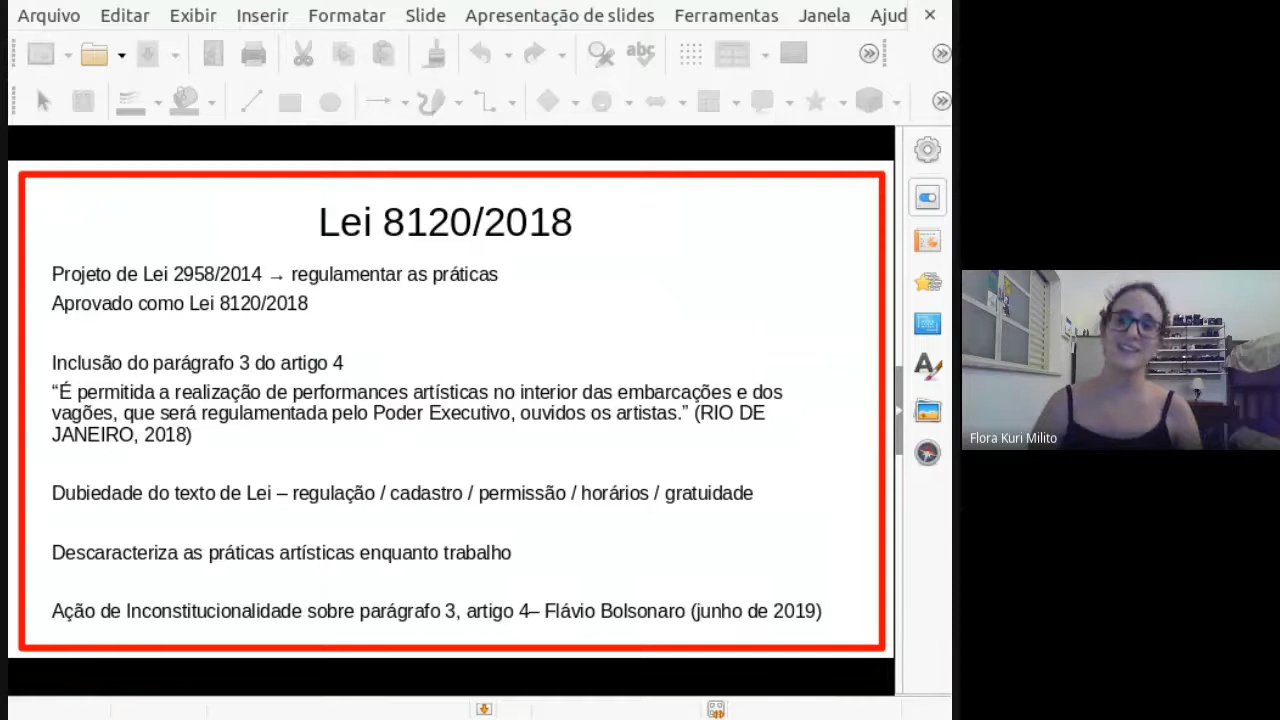 Arquivo Editar Exibir Inserir Formatar Slide Apresentação de slides Ferramentas Janela Ajud
abc
Lei 8120/2018
Projeto de Lei 2958/2014 → regulamentar as práticas
Aprovado como Lei 8120/2018
Inclusão do parágrafo 3 do artigo 4
“É permitida a realização de performances artísticas no interior das embarcações e dos
vagões, que será regulamentada pelo Poder Executivo, ouvidos os artistas.” (RIO DE
JANEIRO, 2018)
Dubiedade do texto de Lei – regulação / cadastro / permissão / horários / gratuidade
Descaracteriza as práticas artísticas enquanto trabalho
Ação de Inconstitucionalidade sobre parágrafo 3, artigo 4– Flávio Bolsonaro (junho de 2019)
Flora Kuri Milito